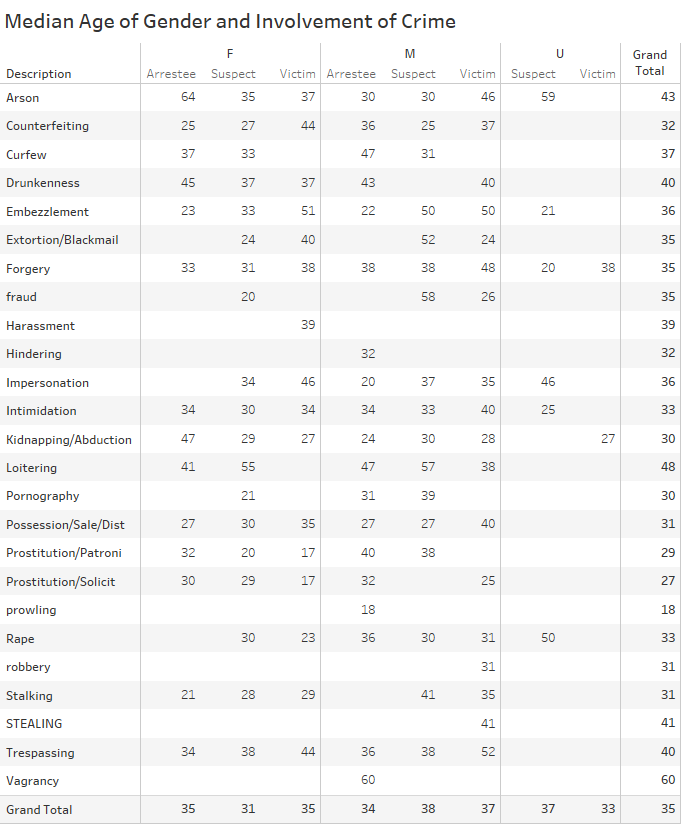 Median Age of Gender and Involvement of Crime
F M U Grand Total
Description Arrestee Suspect Victim Arrestee Suspect Victim Suspect Victim
Arson 64 35 37 30 30 46 59 43
Counterfeiting 25 27 44 36 25 37 32
Curfew 37 33 47 31 37
Drunkenness 45 37 37 43 40 40
Embezzlement 23 33 51 22 50 50 21 36
Extortion/Blackmail 24 40 52 24 35
Forgery 33 31 38 38 38 48 20 38 35
fraud 20 58 26 35
Harassment 39 39
Hindering 32 32
Impersonation 34 46 20 37 35 46 36
Intimidation 34 30 34 34 33 40 25 33
Kidnapping/Abduction 47 29 27 24 30 28 27 30
Loitering 41 55 47 57 38 48
Pornography 21 31 39 30
Possession/Sale/Dist 27 30 35 27 27 40 31
Prostitution/Patroni 32 20 17 40 38 29
Prostitution/Solicit 30 29 17 32 25 27
prowling 18 18
Rape 30 23 36 30 31 50 33
robbery 31 31
Stalking 21 28 29 41 35 31
STEALING 41 41
Trespassing 34 38 44 36 38 52 40
Vagrancy 60 60
Grand Total 35 31 35 34 38 37 37 33 35